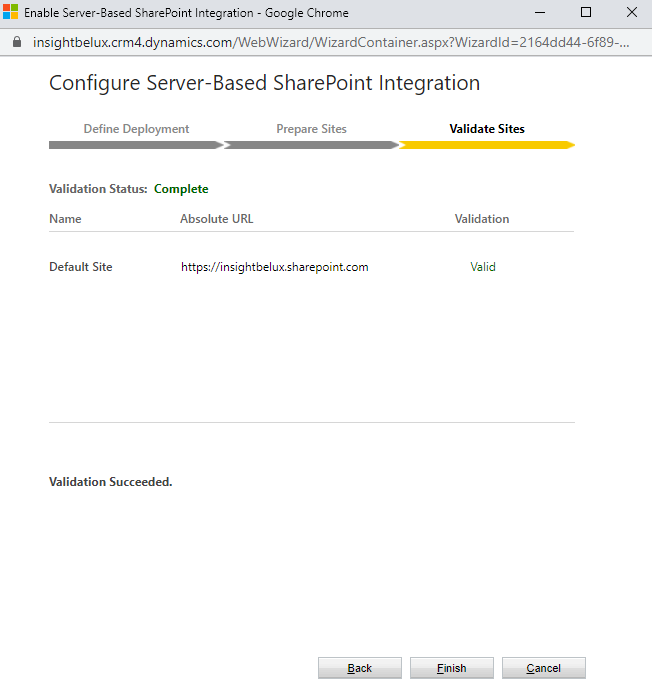 Enable Server-Based SharePoint Integration - Google Chrome
insightbelux.crm4.dynamics.com/WebWizard/WizardContainer.aspx?WizardId=2164dd44-6f89-...
Configure Server-Based SharePoint Integration
Define Deployment Prepare Sites Validate Sites
Validation Status: Complete
Name Absolute URL Validation
Default Site https://insightbelux.sharepoint.com Valid
Validation Succeeded.
Back Finish Cancel